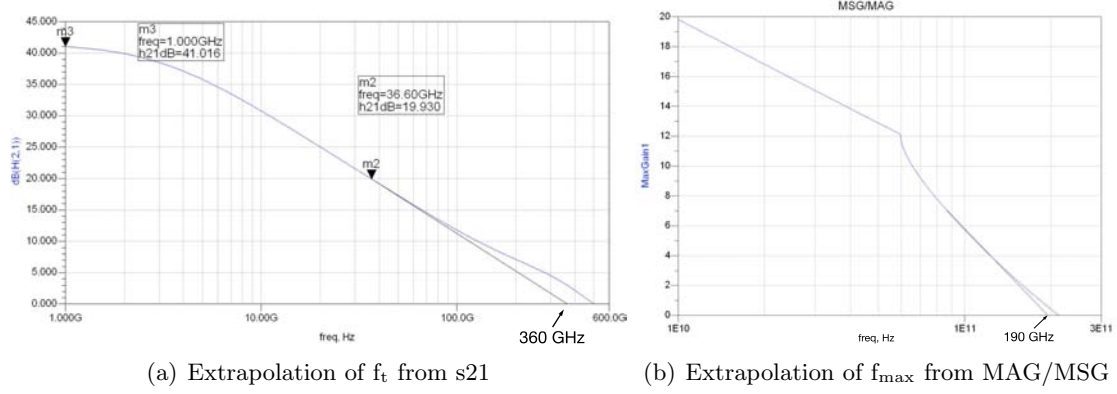 MSG/MAG
45.000
40.000
35.000
30.000
25.000
20.000
15.000
10.000
5.000
0.000
dB(H(2,1))
m3
m3
freq=1.000GHz
h21dB=41.016
m2
freq=36.60GHz
h21dB=19.930
m2
1.000G
10.00G
100.0G
600.0G
freq, Hz
360 GHz
20
18
16
14
12
10
8
6
4
2
0
MaxGain1
1E10
1E11
3E11
freq, Hz
190 GHz
(a) Extrapolation of ft from s21
(b) Extrapolation of fmax from MAG/MSG